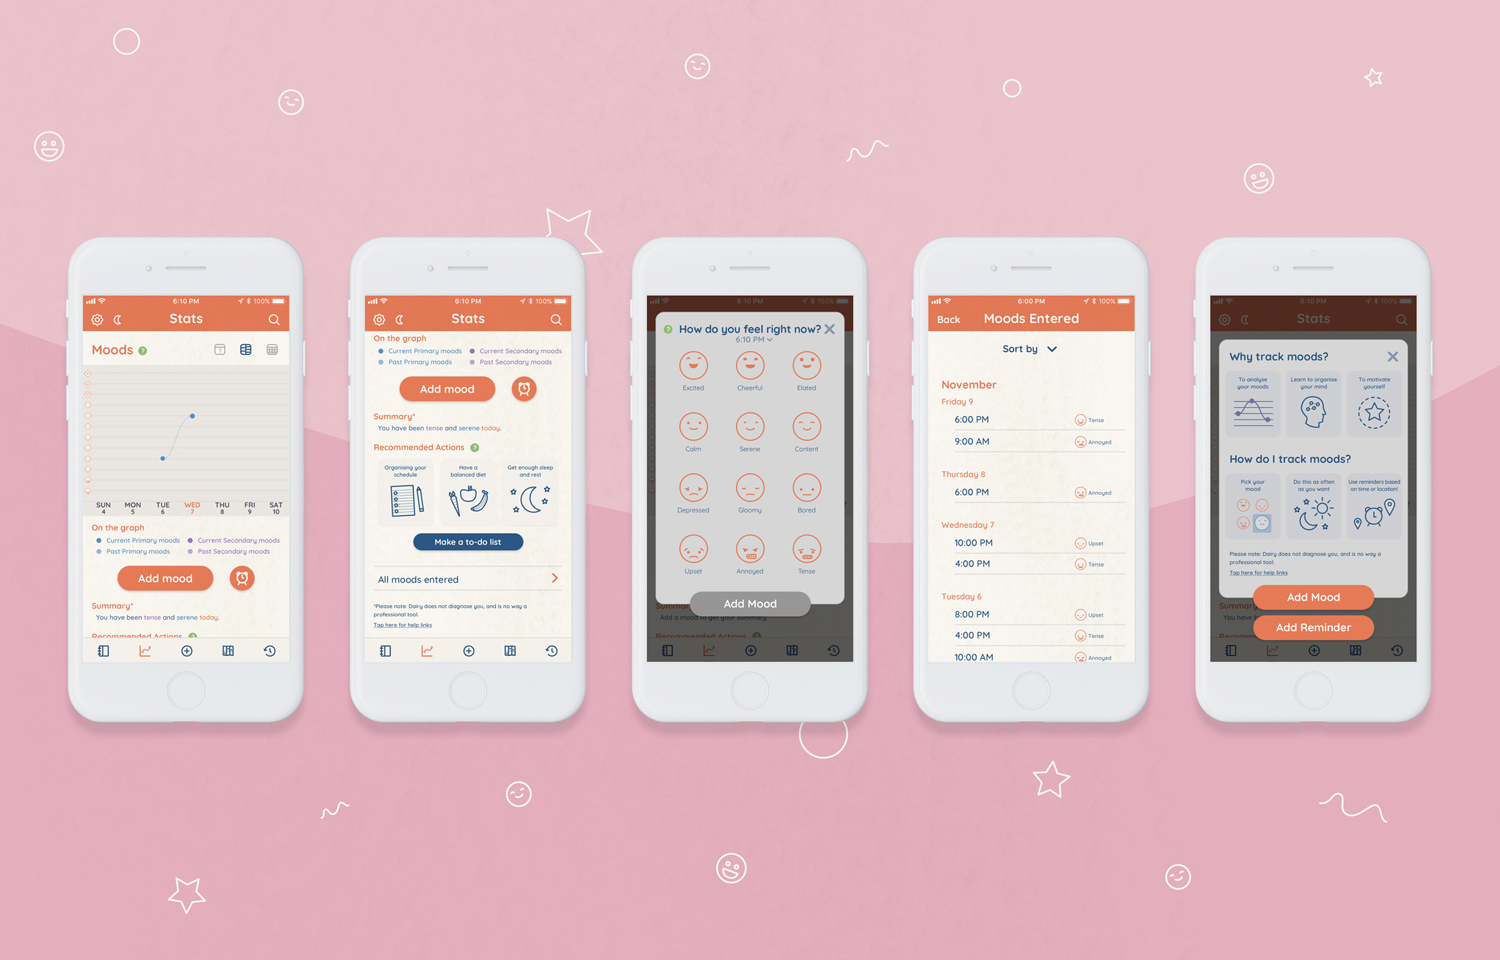 6:10 PM
100%
Stats
Moods ?
7
SUN MON TUE WED THU FRI SAT
4 5 6 7 8 9 10
On the graph
Current Primary moods Current Secondary moods
Past Primary moods Past Secondary moods
Add mood
Summary*
You have been tense and serene today.
Recommended Actions ?
6:10 PM
100%
Stats
On the graph
Current Primary moods Current Secondary moods
Past Primary moods Past Secondary moods
Add mood
Summary*
You have been tense and serene today.
Recommended Actions ?
Organising your schedule
Have a balanced diet
Get enough sleep and rest
Make a to-do list
All moods entered
*Please note: Dairy does not diagnose you, and is no way a
professional tool.
Tap here for help links
6:10 PM
100%
? How do you feel right now?
6:10 PM
Excited Cheerful Elated
Calm Serene Content
Depressed Gloomy Bored
Upset Annoyed Tense
Add Mood
Summary
Add a mood to get your summary
Recommended Actions ?
6:00 PM
100%
Back Moods Entered
Sort by
November
Friday 9
6:00 PM Tense
9:00 AM Annoyed
Thursday 8
6:00 PM Annoyed
Wednesday 7
10:00 PM Upset
4:00 PM Tense
Tuesday 6
8:00 PM Upset
4:00 PM Tense
10:00 AM Annoyed
6:10 PM
100%
Stats
Why track moods?
To analyse your moods
Learn to organise your mind
To motivate yourself
How do I track moods?
Pick your mood
Do this as often as you want
Use reminders based on time or location!
Please note: Dairy does not diagnose you, and is no way a
professional tool.
Tap here for help links
Add Mood
Summary
You have b
Add Reminder